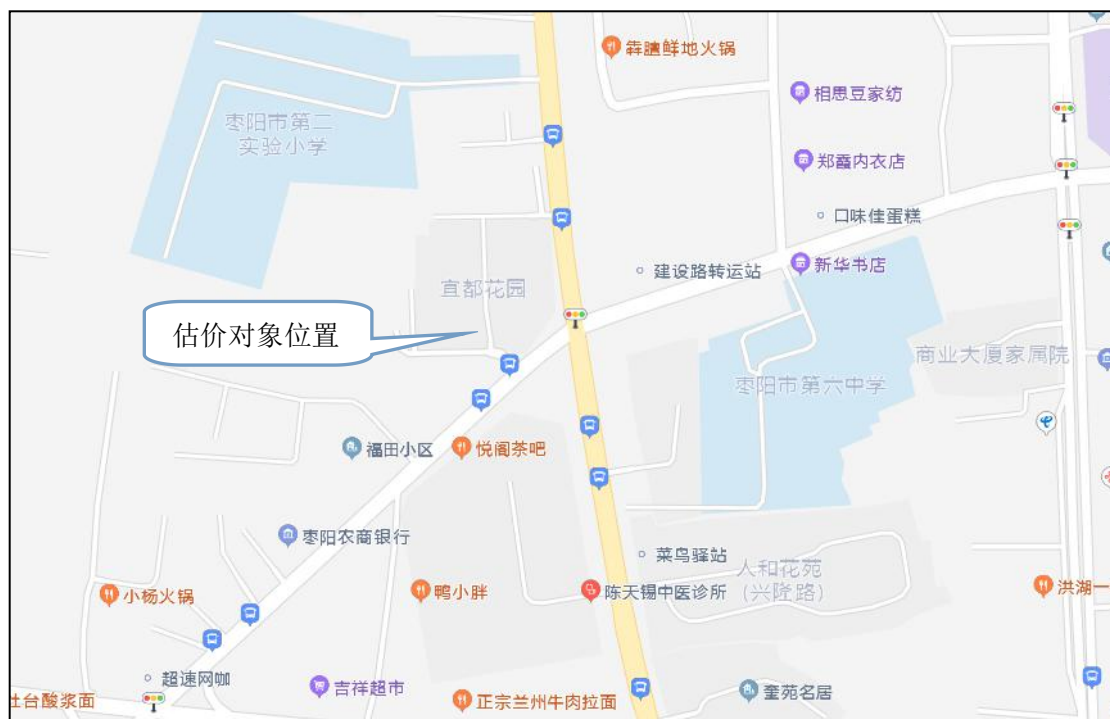 犇膳鲜地火锅
相思豆家纺
枣阳市第二
实验小学
郑霞内衣店
口味佳蛋糕
建设路转运站
新华书店
宜都花园
估价对象位置
商业大厦家属院
枣阳市第六中学
福田小区
悦阁茶吧
枣阳农商银行
菜鸟驿站
人和花苑
(兴隆路)
小杨火锅
鸭小胖
陈天锡中医诊所
洪湖一
超速网咖
吉祥超市
台酸浆面
正宗兰州牛肉拉面
奎苑名居